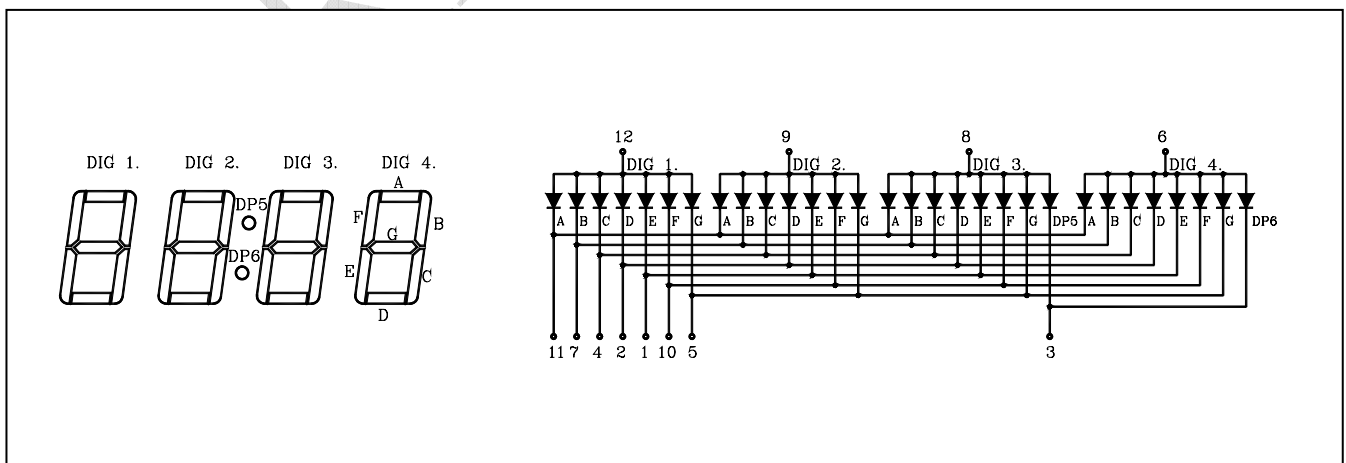 12 9 8 6
DIG 1. DIG 2. DIG 3. DIG 4. DIG 1. DIG 2. DIG 3. DIG 4.
A
F DP5 B
G
A B C D E F G A B C D E F G A B C D E F G DP5 A B C D E F G DP6
DP6
E C
D
11 7 4 2 1 10 5 3